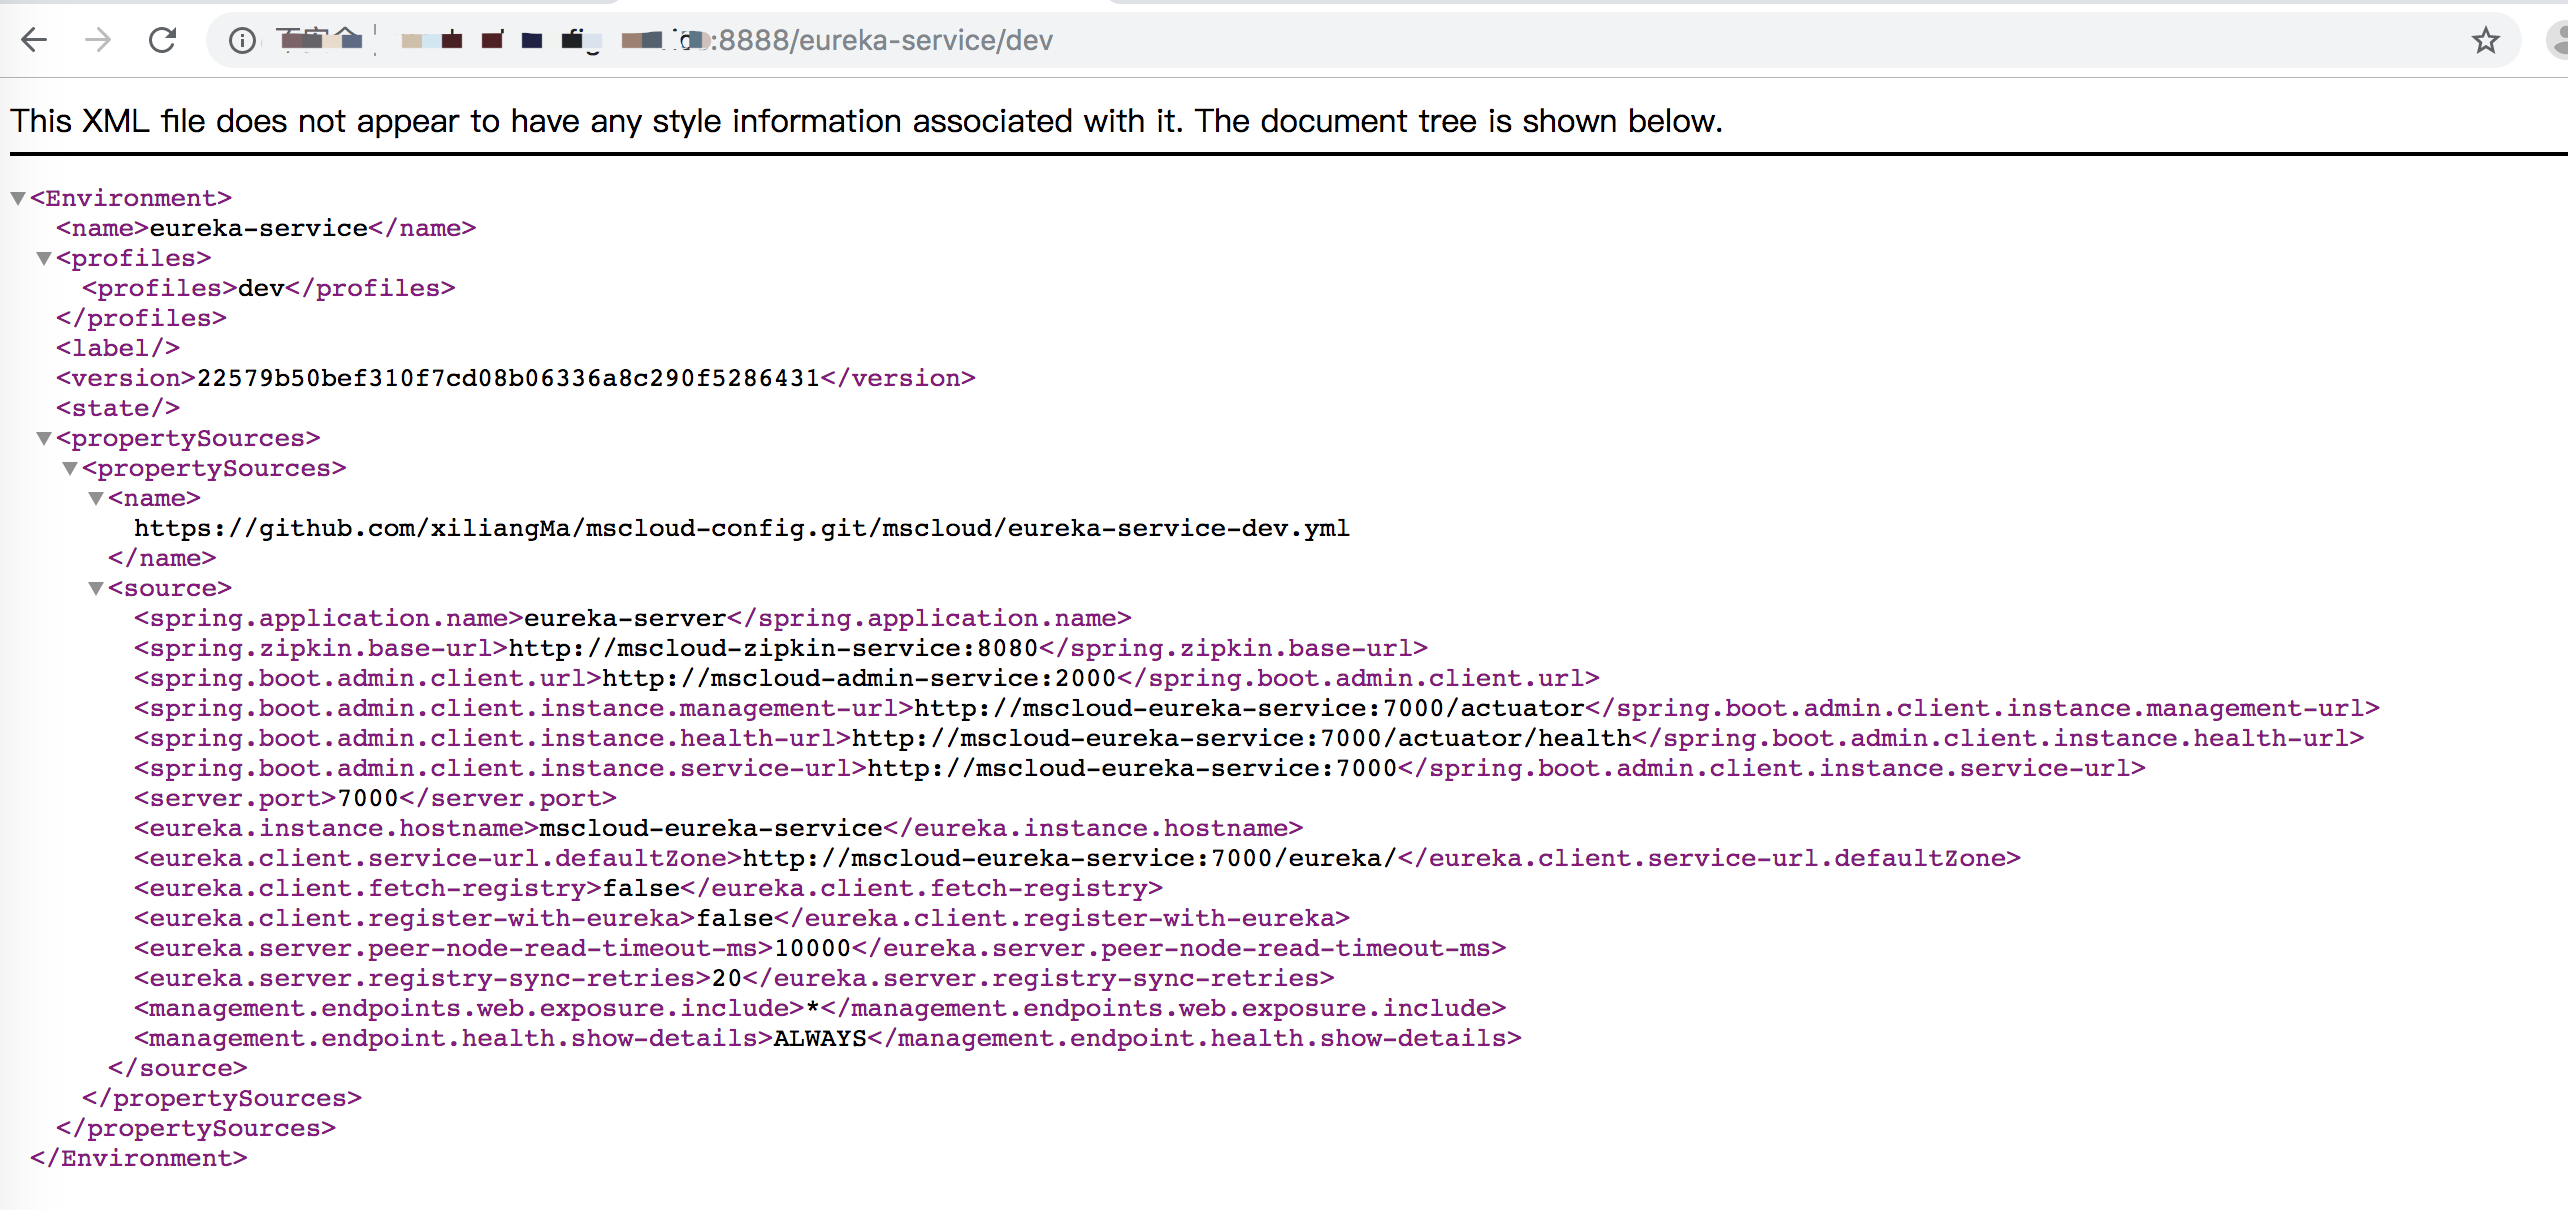 :8888/eureka-service/dev
This XML file does not appear to have any style information associated with it. The document tree is shown below.
<Environment>
<name>eureka-service</name>
<profiles>
<profiles>dev</profiles>
</profiles>
<label/>
<version>22579b50bef310f7cd08b06336a8c290f5286431</version>
<state/>
<propertySources>
<propertySources>
<name>
https://github.com/xiliangMa/mscloud-config.git/mscloud/eureka-service-dev.yml
</name>
<source>
<spring.application.name>eureka-server</spring.application.name>
<spring.zipkin.base-url>http://mscloud-zipkin-service:8080</spring.zipkin.base-url>
<spring.boot.admin.client.url>http://mscloud-admin-service:2000</spring.boot.admin.client.url>
<spring.boot.admin.client.instance.management-url>http://mscloud-eureka-service:7000/actuator</spring.boot.admin.client.instance.management-url>
<spring.boot.admin.client.instance.health-url>http://mscloud-eureka-service:7000/actuator/health</spring.boot.admin.client.instance.health-url>
<spring.boot.admin.client.instance.service-url>http://mscloud-eureka-service:7000</spring.boot.admin.client.instance.service-url>
<server.port>7000</server.port>
<eureka.instance.hostname>mscloud-eureka-service</eureka.instance.hostname>
<eureka.client.service-url.defaultZone>http://mscloud-eureka-service:7000/eureka/</eureka.client.service-url.defaultZone>
<eureka.client.fetch-registry>false</eureka.client.fetch-registry>
<eureka.client.register-with-eureka>false</eureka.client.register-with-eureka>
<eureka.server.peer-node-read-timeout-ms>10000</eureka.server.peer-node-read-timeout-ms>
<eureka.server.registry-sync-retries>20</eureka.server.registry-sync-retries>
<management.endpoints.web.exposure.include>*</management.endpoints.web.exposure.include>
<management.endpoint.health.show-details>ALWAYS</management.endpoint.health.show-details>
</source>
</propertySources>
</propertySources>
</Environment>